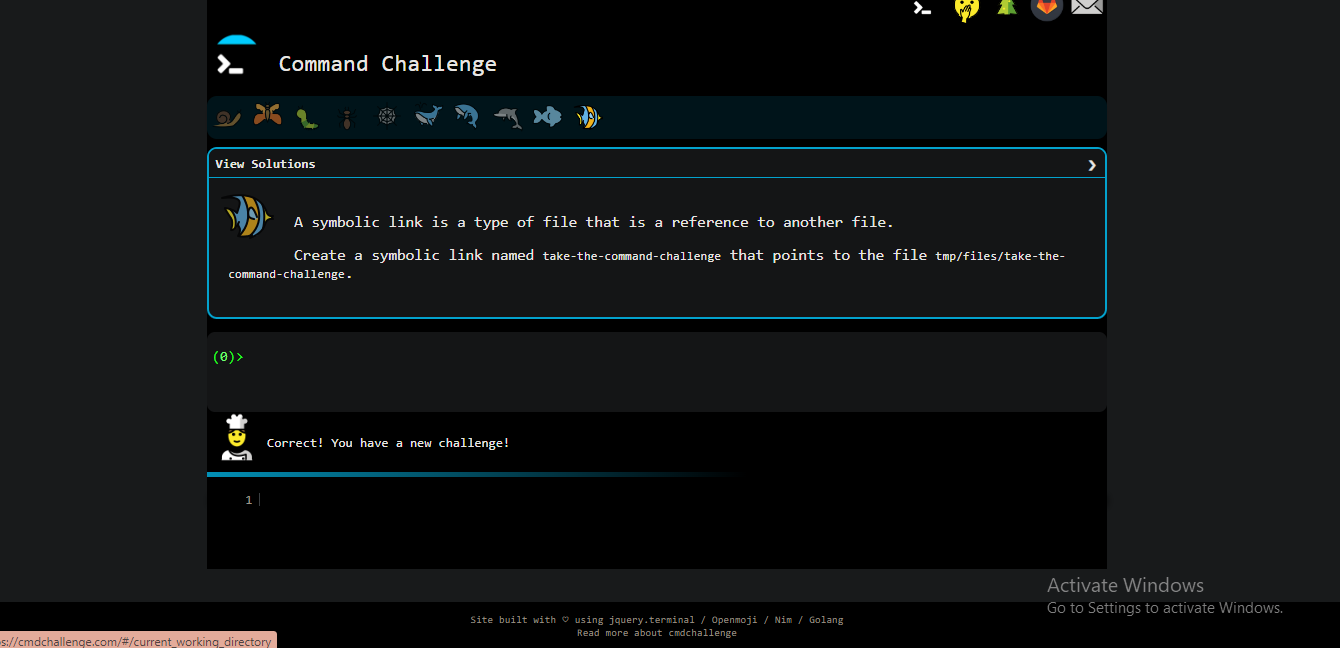 Command Challenge
View Solutions
A symbolic link is a type of file that is a reference to another file.
Create a symbolic link named take-the-command-challenge that points to the file tmp/files/take-the-
command-challenge.
(0)>
Correct! You have a new challenge!
1
Activate Windows
Go to Settings to activate Windows.
Site built with ♡ using jquery.terminal / Openmoji / Nim / Golang
Read more about cmdchallenge
s://cmdchallenge.com/#/current_working_directory